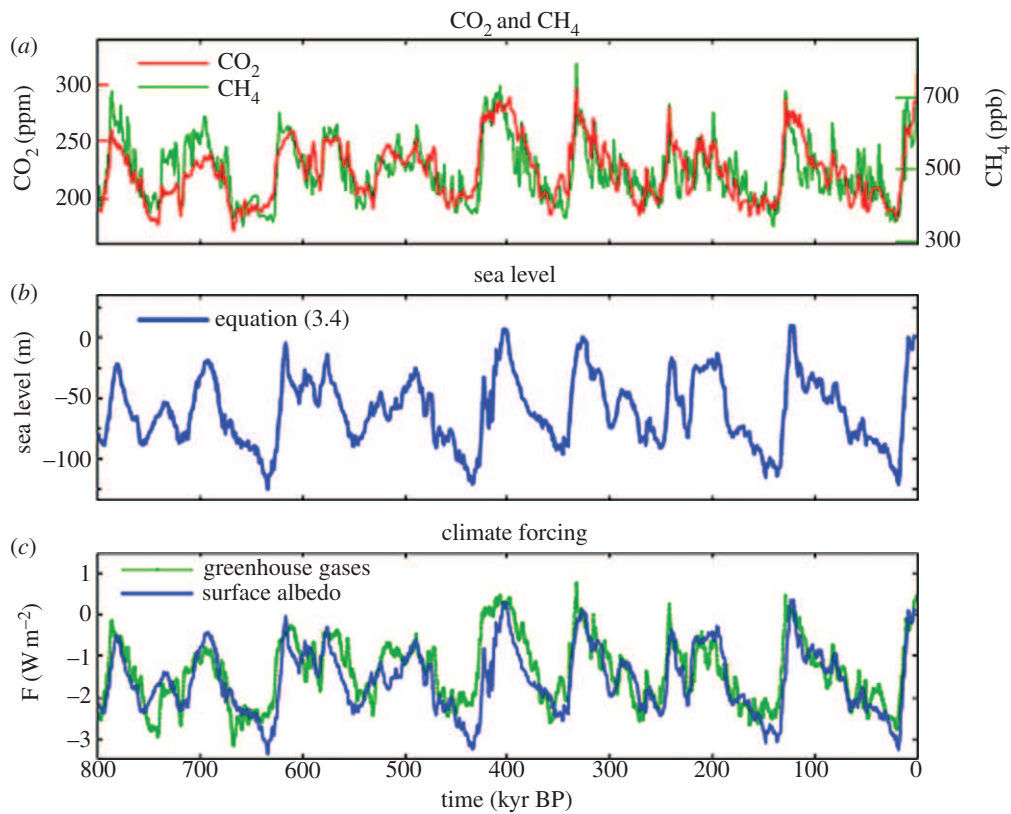 CO2 and CH4
(a)
CO2
CH4
300
250
200
CO2 (ppm)
700
500
300
CH4 (ppb)
sea level
(b)
equation (3.4)
0
−50
−100
sea level (m)
climate forcing
(c)
greenhouse gases
surface albedo
1
0
−1
−2
−3
F (W m−2)
800 700 600 500 400 300 200 100 0
time (kyr BP)